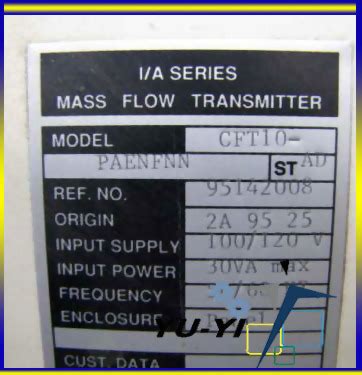 I/A SERIES
MASS FLOW TRANSMITTER
MODEL CFT10-
PAENFNN ST AD
REF. NO. 95142008
ORIGIN 2A 95 25
INPUT SUPPLY 100/120 V
INPUT POWER 30VA max
FREQUENCY
ENCLOSURE
YU-YI
CUST. DATA